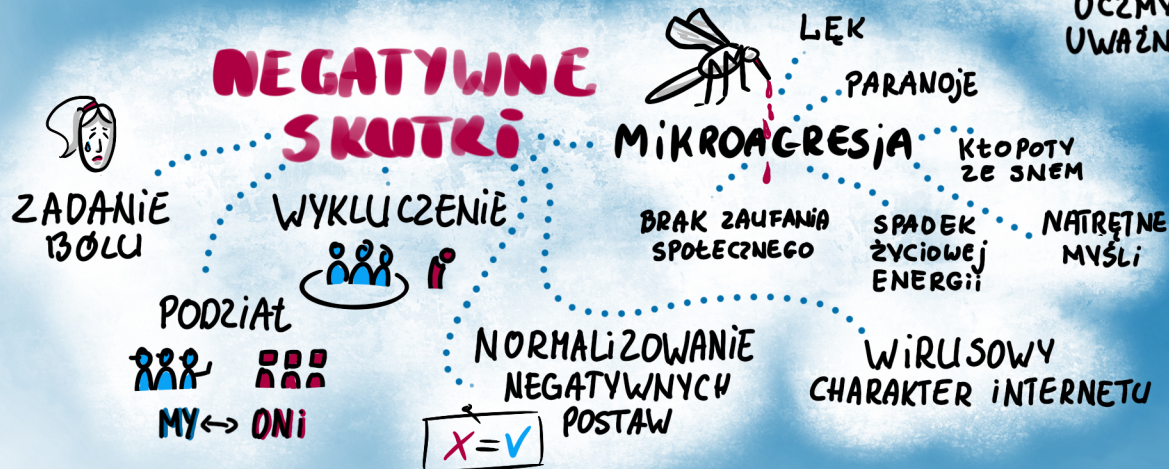 NEGATYWNE
SKUTKI
ZADANIE
BÓLU
WYKLUCZENIE
PODZIAŁ
MY ↔ ONI
NORMALIZOWANIE
NEGATYWNYCH
POSTAW
X = V
MIKROAGRESJA
LĘK
PARANOJE
KŁOPOTY
ZE SNEM
NATRĘTNE
MYŚLI
SPADEK
ŻYCIOWEJ
ENERGII
BRAK ZAUFANIA
SPOŁECZNEGO
WIRUSOWY
CHARAKTER INTERNETU